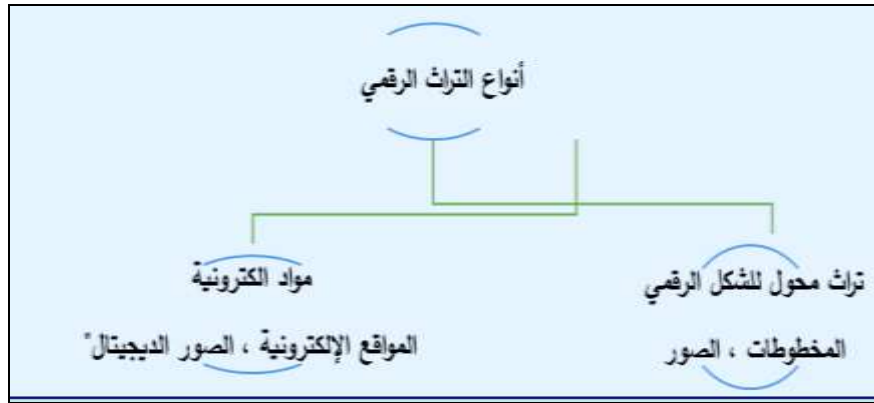 أنواع التراث الرقمي
تراث محول للشكل الرقمي
المخطوطات ، الصور
مواد الكترونية
المواقع الإلكترونية ، الصور الديجيتال"